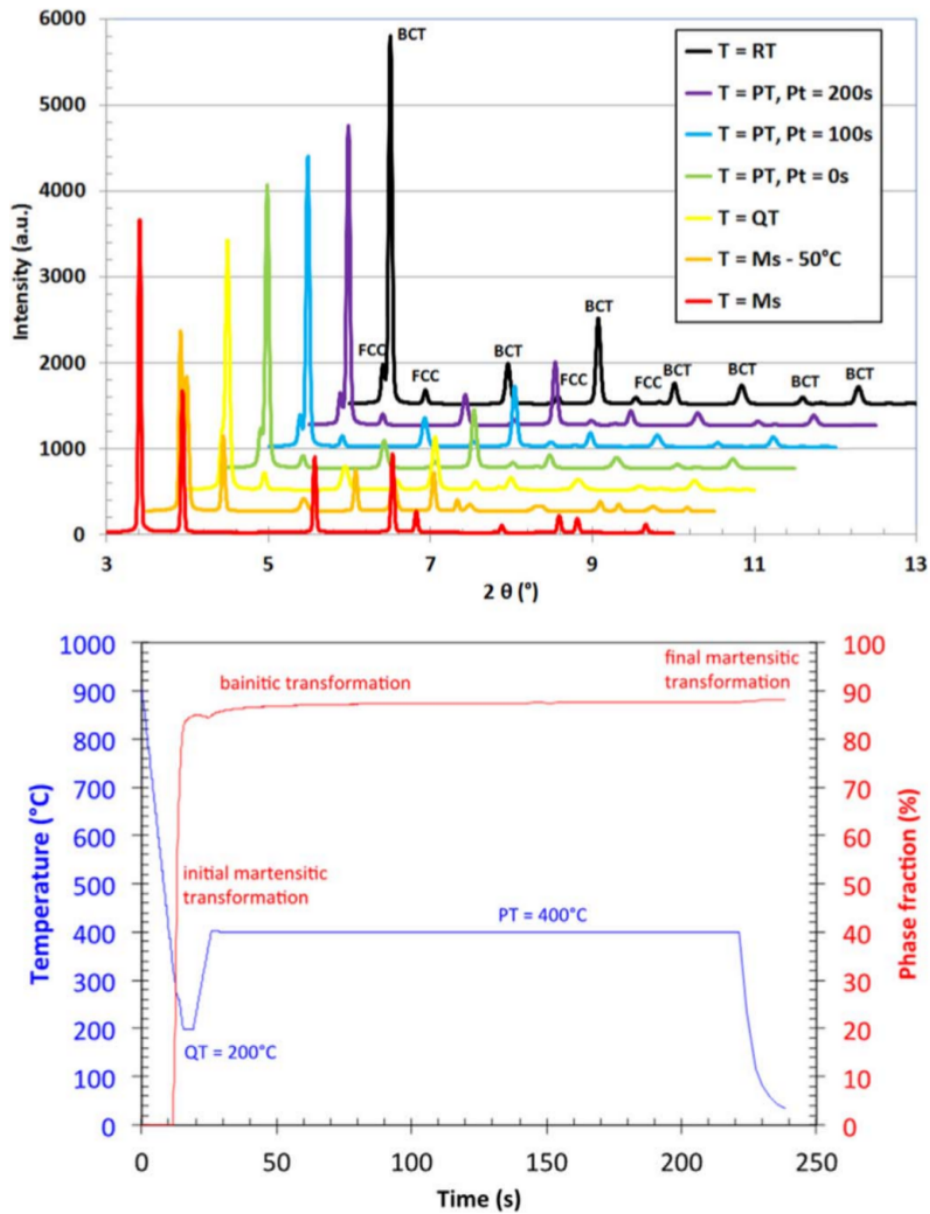 6000
5000
4000
3000
2000
1000
0
Intensity (a.u.)
3
5
7
9
11
13
2 θ (°)
BCT
FCC
FCC
BCT
FCC
BCT
FCC
BCT
BCT
BCT
BCT
T = RT
T = PT, Pt = 200s
T = PT, Pt = 100s
T = PT, Pt = 0s
T = QT
T = Ms - 50°C
T = Ms
1000
900
800
700
600
500
400
300
200
100
0
Temperature (°C)
bainitic transformation
final martensitic
transformation
initial martensitic
transformation
PT = 400°C
QT = 200°C
100
90
80
70
60
50
40
30
20
10
0
Phase fraction (%)
0
50
100
150
200
250
Time (s)